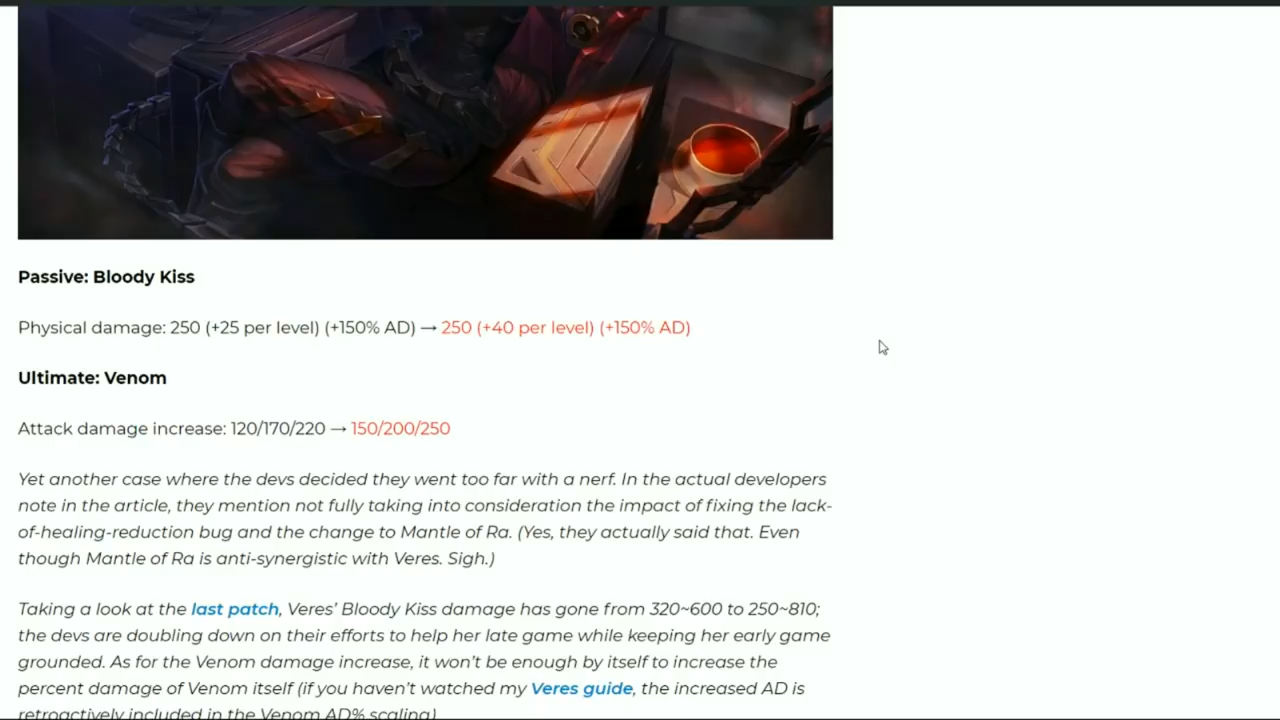 Passive: Bloody Kiss
Physical damage: 250 (+25 per level) (+150% AD) → 250 (+40 per level) (+150% AD)
Ultimate: Venom
Attack damage increase: 120/170/220 → 150/200/250
Yet another case where the devs decided they went too far with a nerf. In the actual developers
note in the article, they mention not fully taking into consideration the impact of fixing the lack-
of-healing-reduction bug and the change to Mantle of Ra. (Yes, they actually said that. Even
though Mantle of Ra is anti-synergistic with Veres. Sigh.)
Taking a look at the last patch, Veres’ Bloody Kiss damage has gone from 320~600 to 250~810;
the devs are doubling down on their efforts to help her late game while keeping her early game
grounded. As for the Venom damage increase, it won’t be enough by itself to increase the
percent damage of Venom itself (if you haven’t watched my Veres guide, the increased AD is
retroactively included in the Venom AD% scaling)